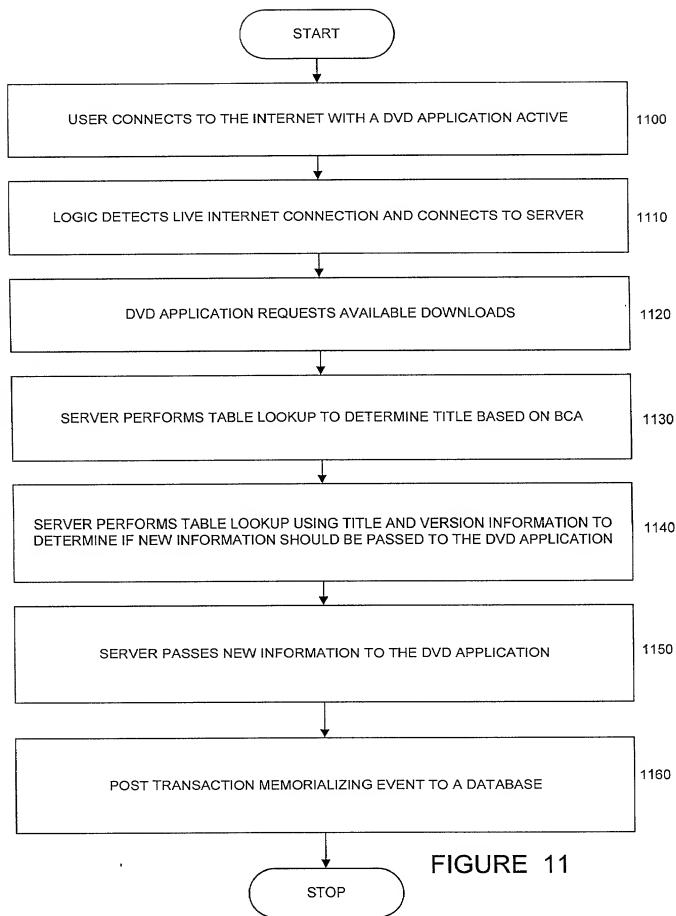 START
USER CONNECTS TO THE INTERNET WITH A DVD APPLICATION ACTIVE
1100
LOGIC DETECTS LIVE INTERNET CONNECTION AND CONNECTS TO SERVER
1110
DVD APPLICATION REQUESTS AVAILABLE DOWNLOADS
1120
SERVER PERFORMS TABLE LOOKUP TO DETERMINE TITLE BASED ON BCA
1130
SERVER PERFORMS TABLE LOOKUP USING TITLE AND VERSION INFORMATION TO
DETERMINE IF NEW INFORMATION SHOULD BE PASSED TO THE DVD APPLICATION
1140
SERVER PASSES NEW INFORMATION TO THE DVD APPLICATION
1150
POST TRANSACTION MEMORIALIZING EVENT TO A DATABASE
1160
FIGURE 11
STOP